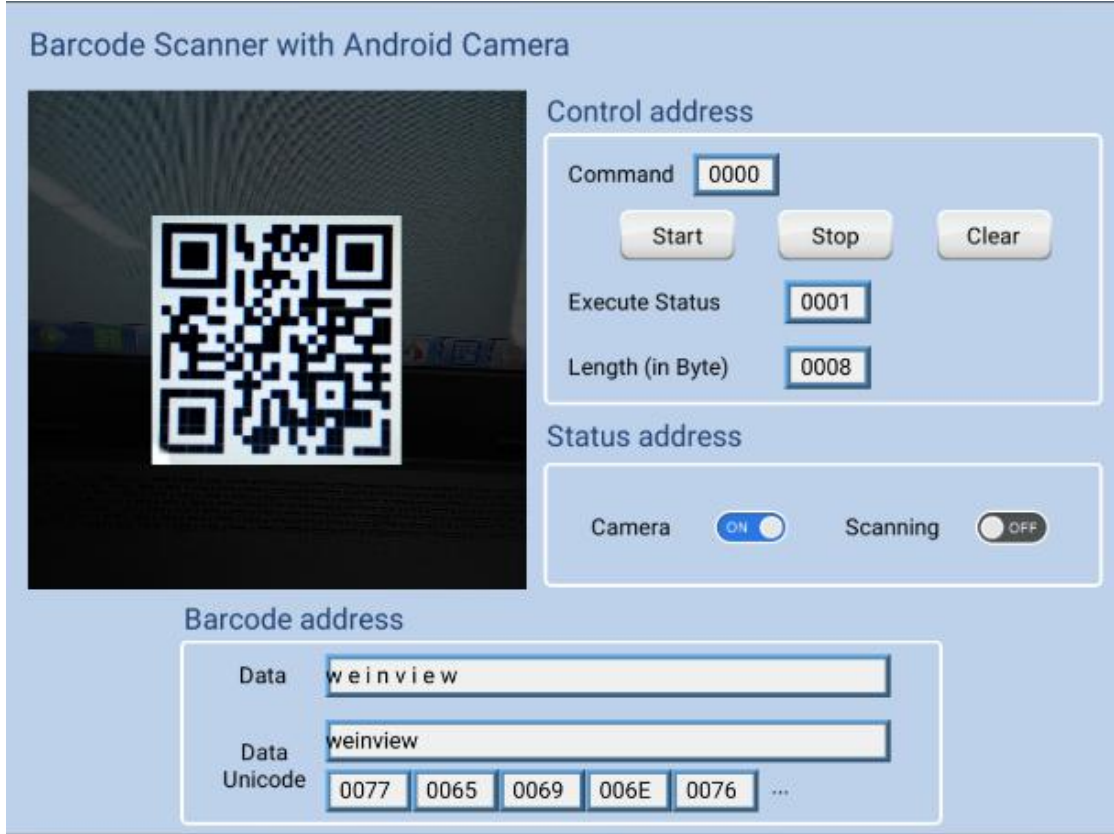 Barcode Scanner with Android Camera
Control address
Command 0000
Start Stop Clear
Execute Status 0001
Length (in Byte) 0008
Status address
Camera ON Scanning OFF
Barcode address
Data w e i n v i e w
Data Unicode weinview
0077 0065 0069 006E 0076 ...